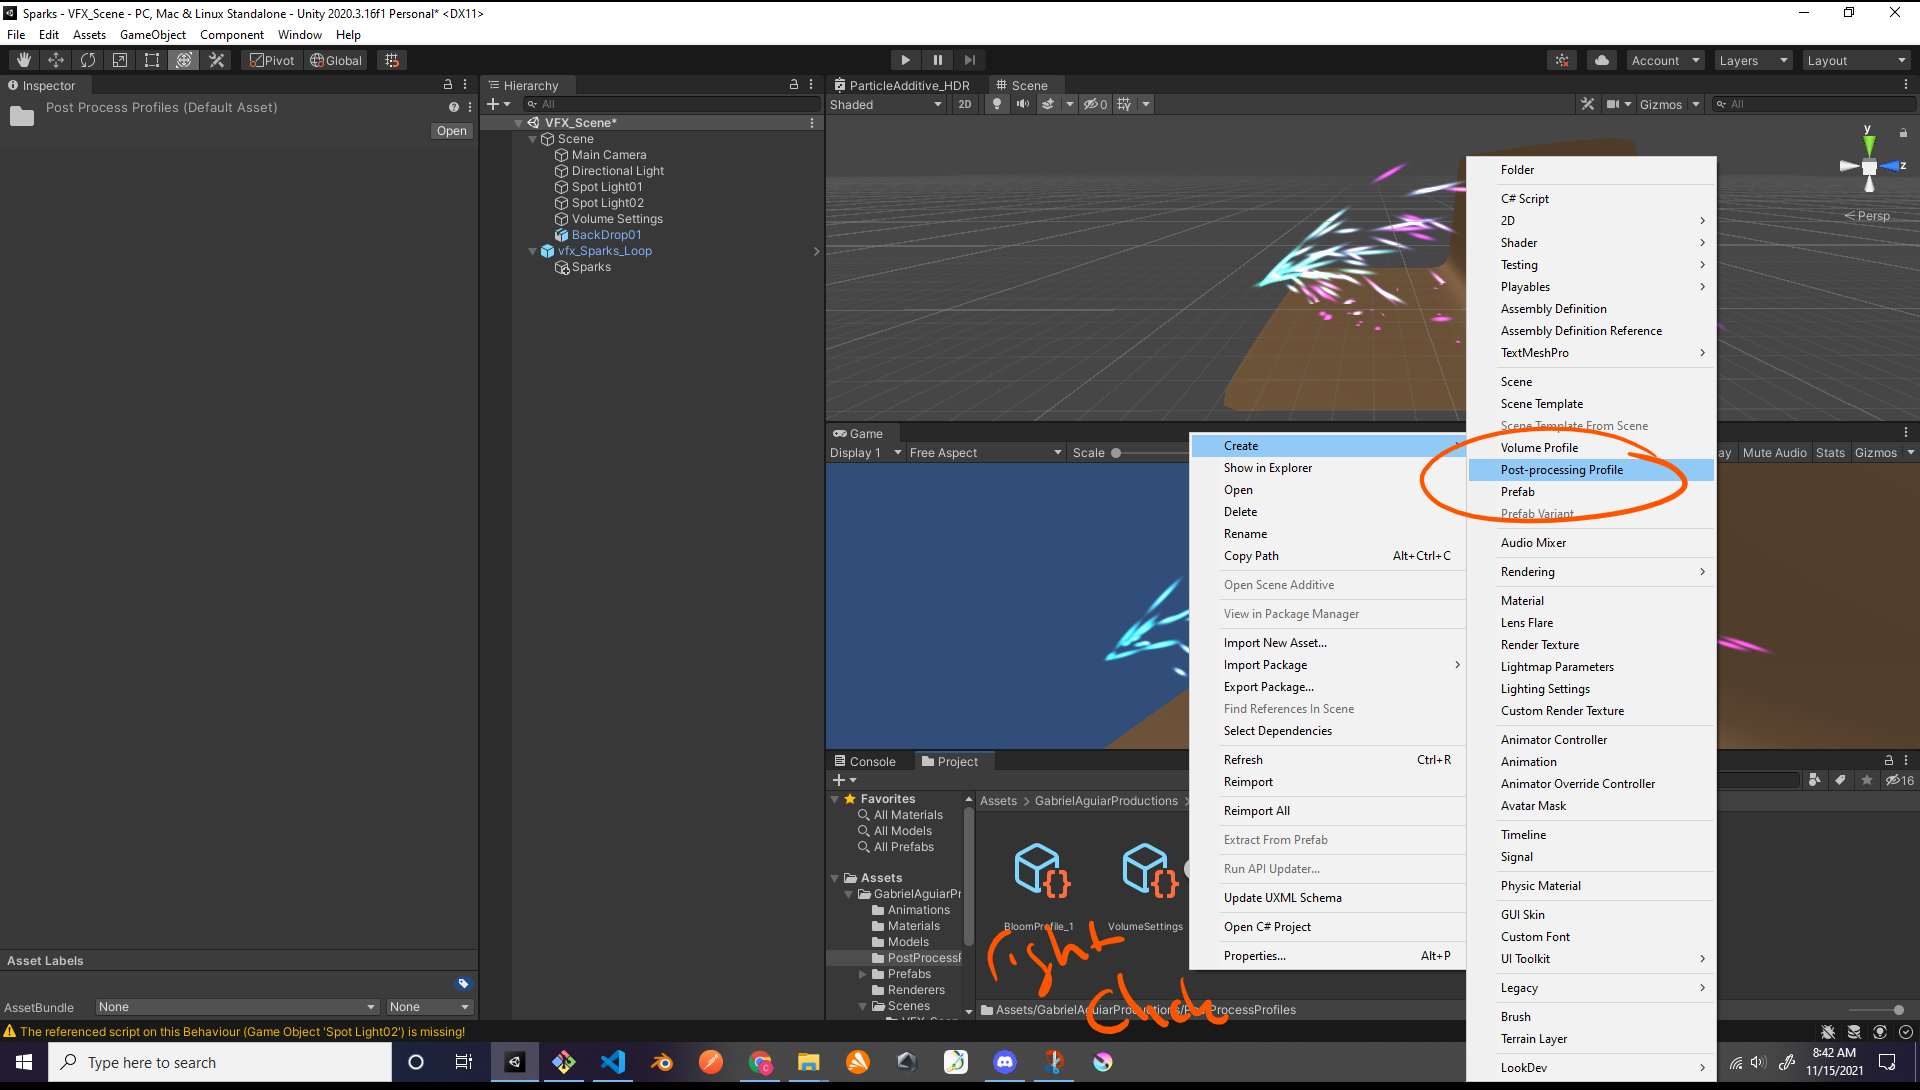 Sparks - VFX_Scene - PC, Mac & Linux Standalone - Unity 2020.3.16f1 Personal* <DX11>
File Edit Assets GameObject Component Window Help
Pivot Global Account Layers Layout
Inspector
Post Process Profiles (Default Asset)
Open
Asset Labels
AssetBundle None None
The referenced script on this Behaviour (Game Object 'Spot Light02') is missing!
Hierarchy
All
VFX_Scene*
Scene
Main Camera
Directional Light
Spot Light01
Spot Light02
Volume Settings
BackDrop01
vfx_Sparks_Loop
Sparks
ParticleAdditive_HDR Scene
Shaded 2D 0 Gizmos All
y
z
Persp
Game
Display 1 Free Aspect Scale ay Mute Audio Stats Gizmos
Console Project
16
Favorites
All Materials
All Models
All Prefabs
Assets
GabrielAguiarPr
Animations
Materials
Models
PostProcessF
Prefabs
Renderers
Scenes
Assets > GabrielAguiarProductions >
BloomProfile_1 VolumeSettings
right
click
Assets/GabrielAguiarProductions/PostProcessProfiles
Create
Show in Explorer
Open
Delete
Rename
Copy Path Alt+Ctrl+C
Open Scene Additive
View in Package Manager
Import New Asset...
Import Package
Export Package...
Find References In Scene
Select Dependencies
Refresh Ctrl+R
Reimport
Reimport All
Extract From Prefab
Run API Updater...
Update UXML Schema
Open C# Project
Properties... Alt+P
Folder
C# Script
2D
Shader
Testing
Playables
Assembly Definition
Assembly Definition Reference
TextMeshPro
Scene
Scene Template
Scene Template From Scene
Volume Profile
Post-processing Profile
Prefab
Prefab Variant
Audio Mixer
Rendering
Material
Lens Flare
Render Texture
Lightmap Parameters
Lighting Settings
Custom Render Texture
Animator Controller
Animation
Animator Override Controller
Avatar Mask
Timeline
Signal
Physic Material
GUI Skin
Custom Font
UI Toolkit
Legacy
Brush
Terrain Layer
LookDev
Type here to search
8:42 AM
11/15/2021